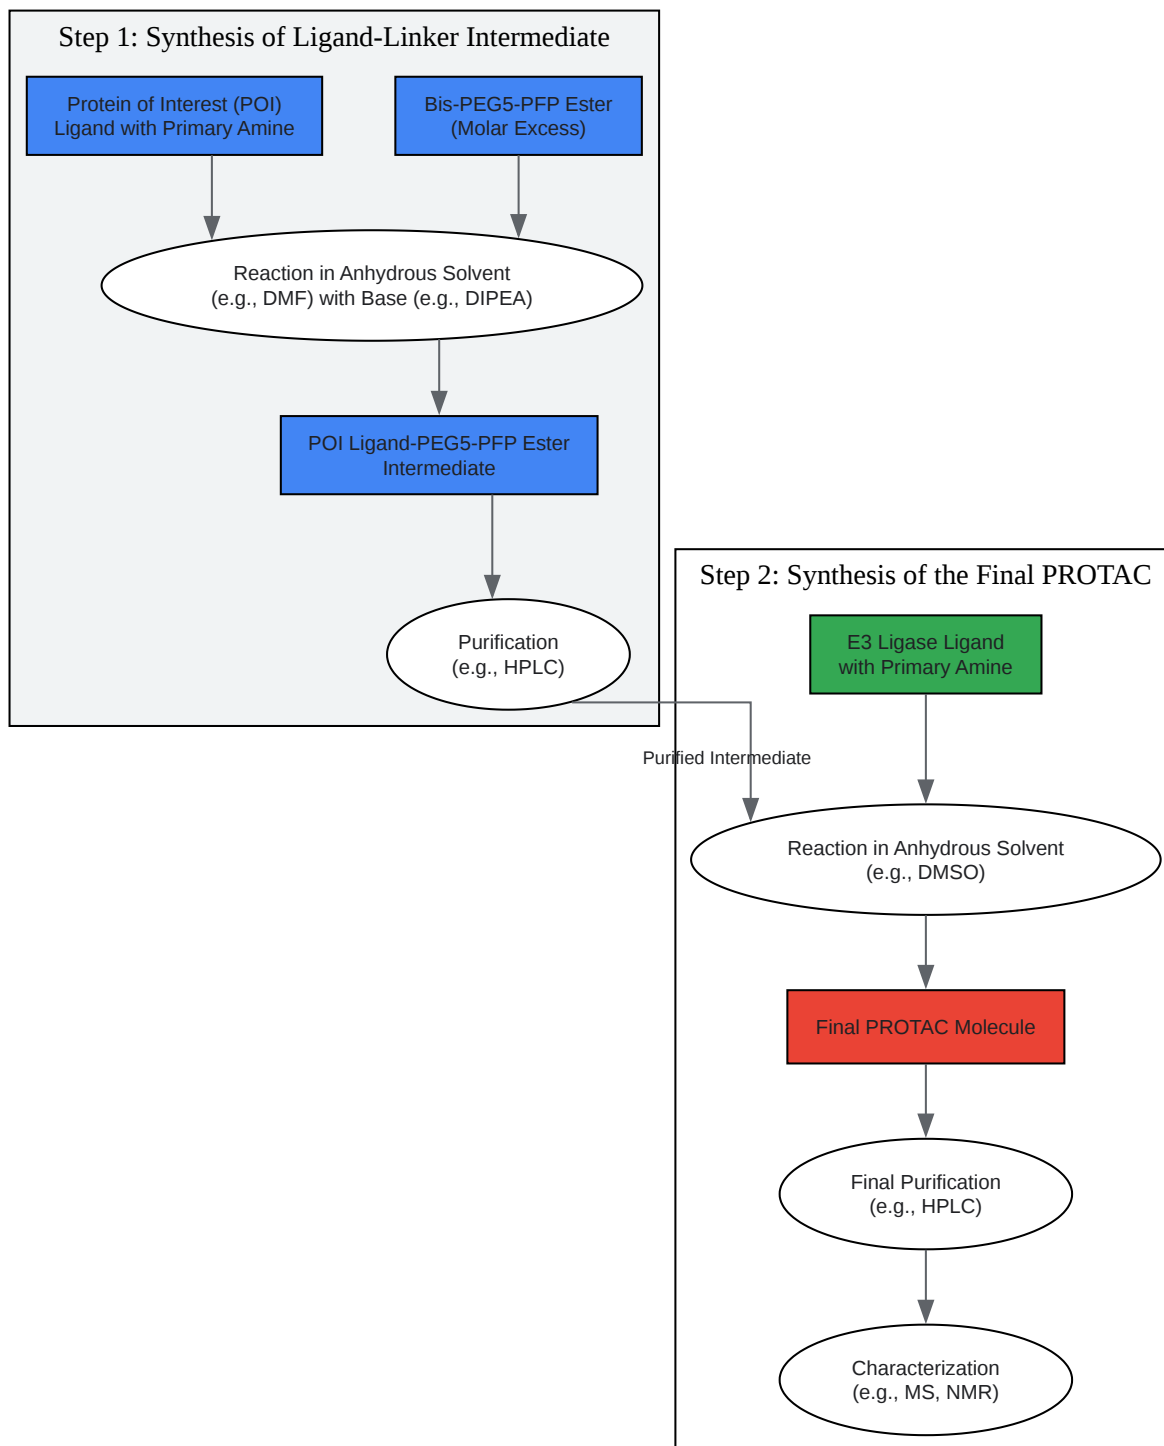 Step 1: Synthesis of Ligand-Linker Intermediate
Protein of Interest (POI)
Ligand with Primary Amine
Bis-PEG5-PFP Ester
(Molar Excess)
Reaction in Anhydrous Solvent
(e.g., DMF) with Base (e.g., DIPEA)
POI Ligand-PEG5-PFP Ester
Intermediate
Purification
(e.g., HPLC)
Purified Intermediate
Step 2: Synthesis of the Final PROTAC
E3 Ligase Ligand
with Primary Amine
Reaction in Anhydrous Solvent
(e.g., DMSO)
Final PROTAC Molecule
Final Purification
(e.g., HPLC)
Characterization
(e.g., MS, NMR)